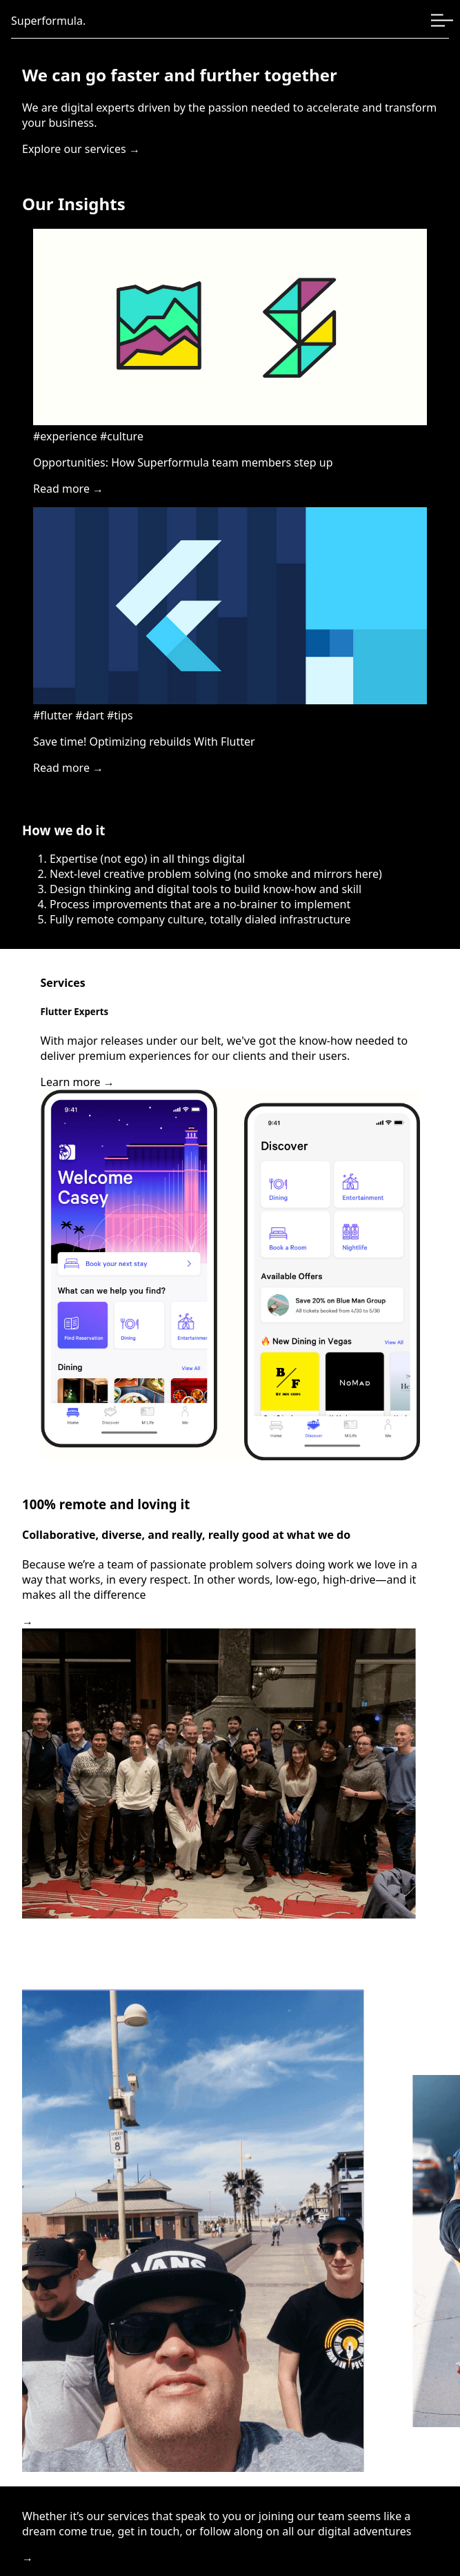 Superformula.
We can go faster and further together
We are digital experts driven by the passion needed to accelerate and transform
your business.
Explore our services →
Our Insights
#experience #culture
Opportunities: How Superformula team members step up
Read more →
#flutter #dart #tips
Save time! Optimizing rebuilds With Flutter
Read more →
How we do it
1. Expertise (not ego) in all things digital
2. Next-level creative problem solving (no smoke and mirrors here)
3. Design thinking and digital tools to build know-how and skill
4. Process improvements that are a no-brainer to implement
5. Fully remote company culture, totally dialed infrastructure
Services
Flutter Experts
With major releases under our belt, we've got the know-how needed to
deliver premium experiences for our clients and their users.
Learn more →
9:41
Welcome
Casey
Book your next stay
What can we help you find?
Find Reservation
Dining
Entertainmen
Dining
View All
Home
Discover
M Life
Me
9:41
Discover
Dining
Entertainment
Book a Room
Nightlife
Available Offers
Save 20% on Blue Man Group
All tickets booked from 4/30 to 5/30
New Dining in Vegas
View All
B/F
NOMAD
Home
Discover
M Life
Me
100% remote and loving it
Collaborative, diverse, and really, really good at what we do
Because we’re a team of passionate problem solvers doing work we love in a
way that works, in every respect. In other words, low-ego, high-drive—and it
makes all the difference
→
SPEED
LIMIT
8
VANS
Whether it’s our services that speak to you or joining our team seems like a
dream come true, get in touch, or follow along on all our digital adventures
→